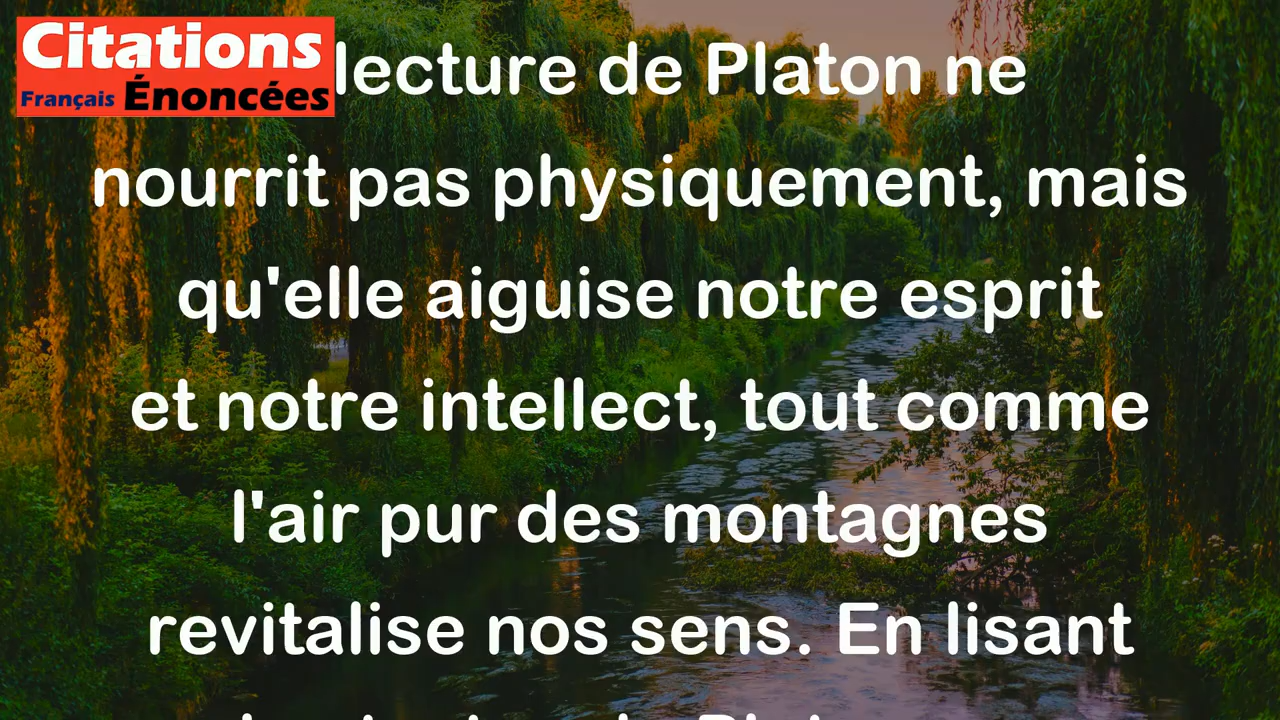 Citations
Français Énoncées
lecture de Platon ne
nourrit pas physiquement, mais
qu'elle aiguise notre esprit
et notre intellect, tout comme
l'air pur des montagnes
revitalise nos sens. En lisant